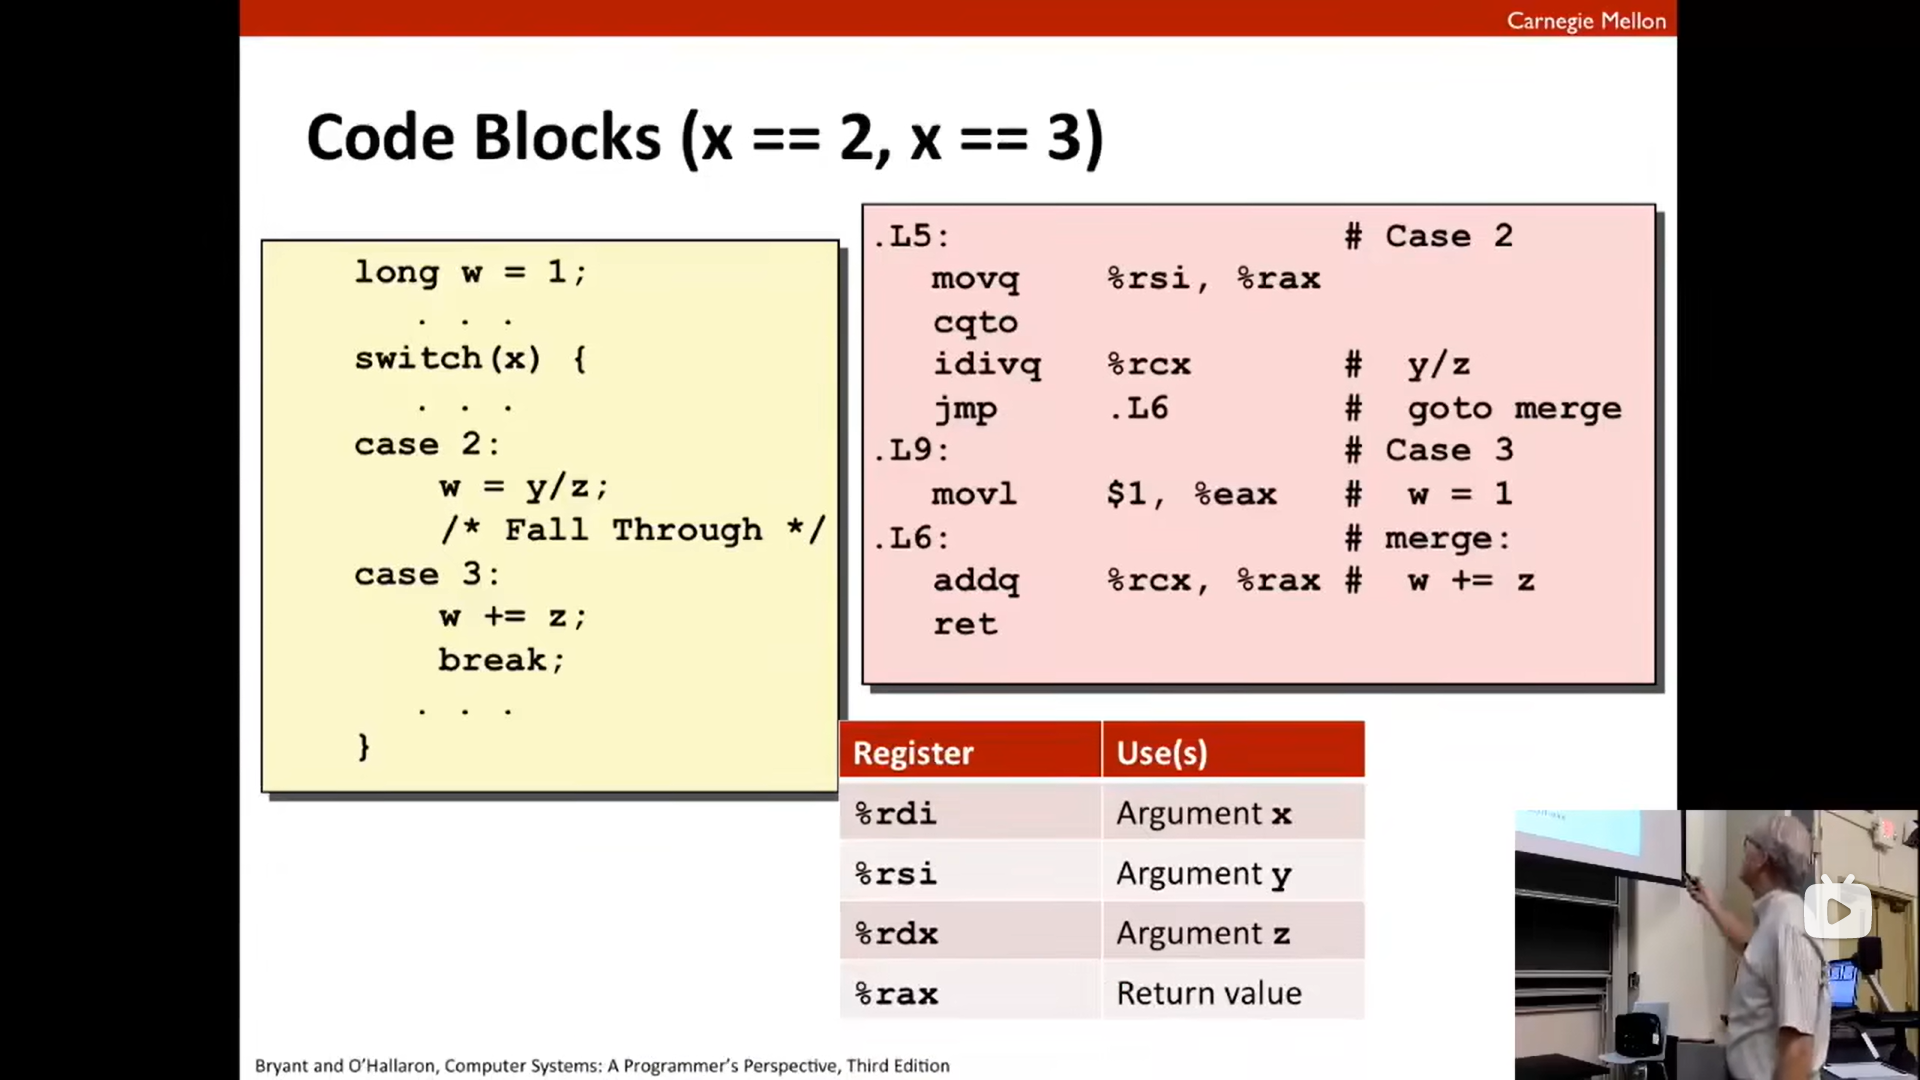 Carnegie Mellon
Code Blocks (x == 2, x == 3)
long w = 1;
. . .
switch(x) {
. . .
case 2:
w = y/z;
/* Fall Through */
case 3:
w += z;
break;
. . .
}
.L5: # Case 2
movq %rsi, %rax
cqto
idivq %rcx # y/z
jmp .L6 # goto merge
.L9: # Case 3
movl $1, %eax # w = 1
.L6: # merge:
addq %rcx, %rax # w += z
ret
Register Use(s)
%rdi Argument x
%rsi Argument y
%rdx Argument z
%rax Return value
Bryant and O'Hallaron, Computer Systems: A Programmer's Perspective, Third Edition